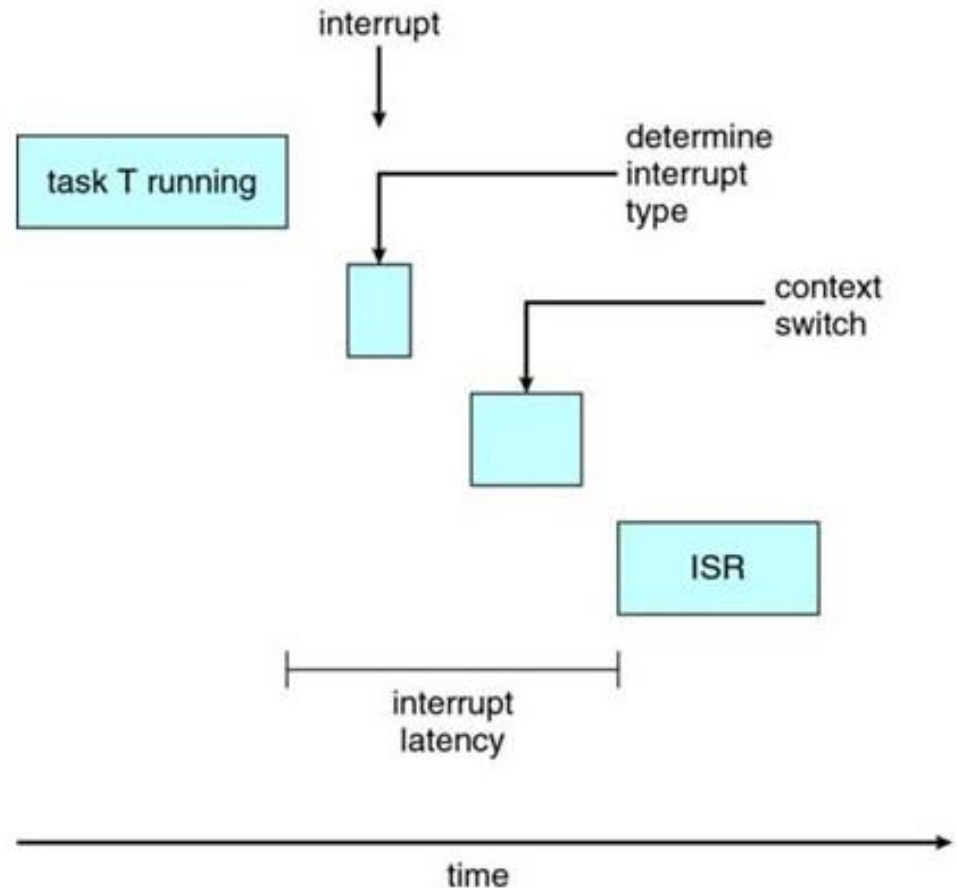 interrupt
task T running
determine
interrupt
type
context
switch
ISR
interrupt
latency
time